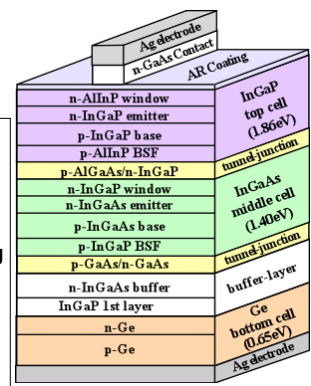 Ag electrode
n-GaAs Contact
AR Coating
n-AlInP window
n-InGaP emitter
p-InGaP base
p-AlInP BSF
p-AlGaAs/n-InGaP
n-InGaP window
n-InGaAs emitter
p-InGaAs base
p-InGaP BSF
p-GaAs/n-GaAs
n-InGaAs buffer
InGaP 1st layer
n-Ge
p-Ge
InGaP
top cell
(1.86eV)
tunnel-junction
InGaAs
middle cell
(1.40eV)
tunnel-junction
buffer-layer
Ge
bottom cell
(0.65eV)
Ag electrode